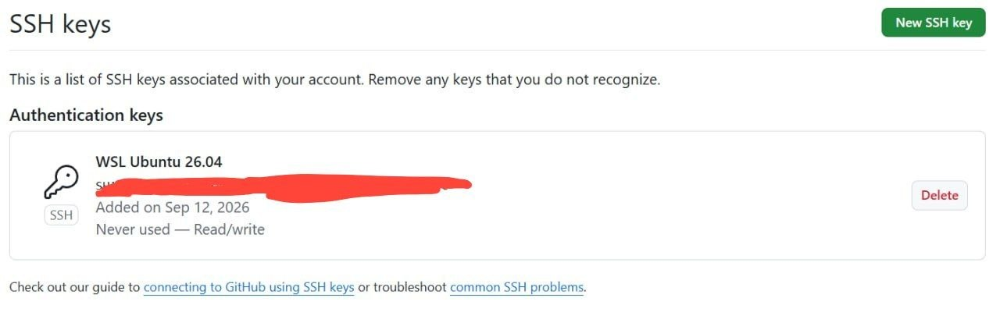 SSH keys
New SSH key
This is a list of SSH keys associated with your account. Remove any keys that you do not recognize.
Authentication keys
WSL Ubuntu 26.04
Added on Sep 12, 2026
SSH
Never used — Read/write
Delete
Check out our guide to connecting to GitHub using SSH keys or troubleshoot common SSH problems.